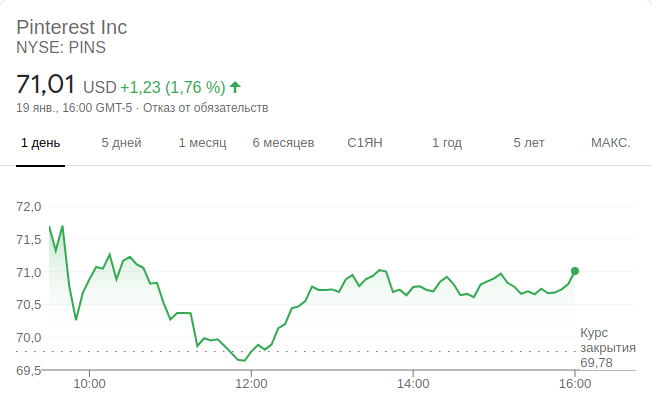 Pinterest Inc
NYSE: PINS
71,01 USD +1,23 (1,76 %)
19 янв., 16:00 GMT-5 · Отказ от обязательств
1 день 5 дней 1 месяц 6 месяцев С1ЯН 1 год 5 лет МАКС.
72,0
71,5
71,0
70,5
70,0
Курс
закрытия
69,78
69,5
10:00 12:00 14:00 16:00